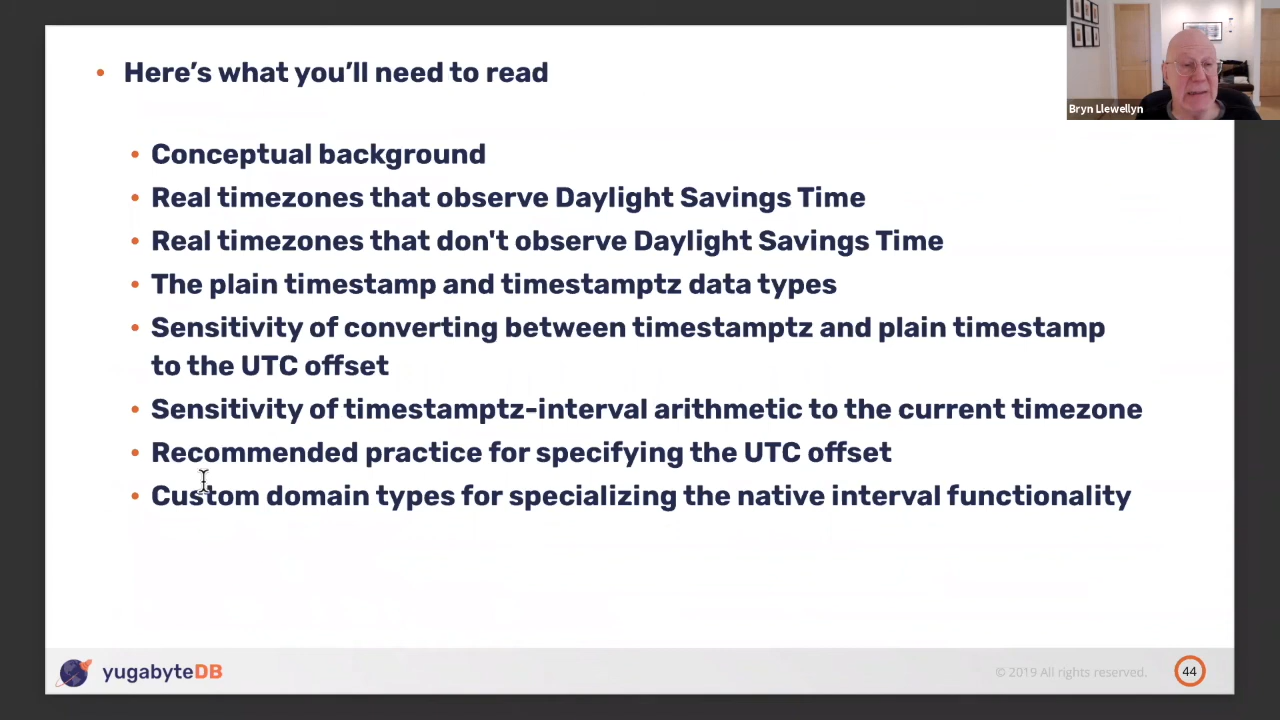 Here’s what you’ll need to read
Bryn Llewellyn
Conceptual background
Real timezones that observe Daylight Savings Time
Real timezones that don't observe Daylight Savings Time
The plain timestamp and timestamptz data types
Sensitivity of converting between timestamptz and plain timestamp
to the UTC offset
Sensitivity of timestamptz-interval arithmetic to the current timezone
Recommended practice for specifying the UTC offset
Custom domain types for specializing the native interval functionality
yugabyteDB
© 2019 All rights reserved.
44